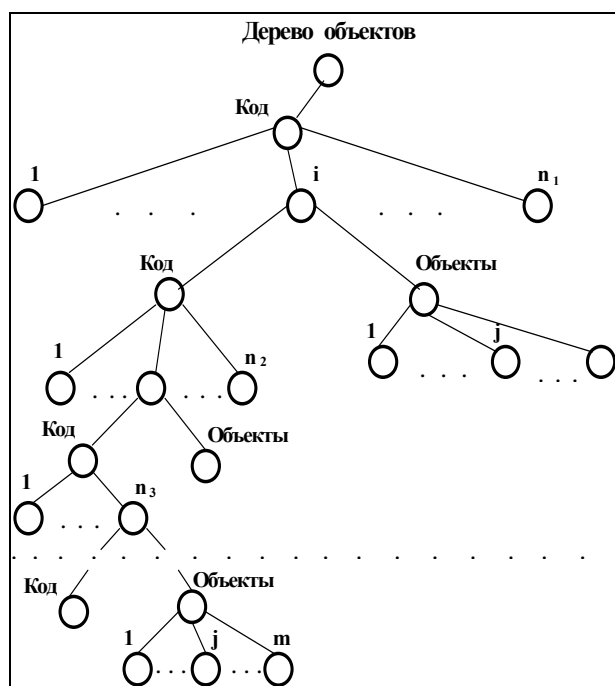 Дерево объектов
Код
1 i n 1
. . . . . .
Код Объекты
1 n 2 1 j
. . . . . . . . . . . .
Код Объекты
1 n 3
. . .
. . . . . . . . . . . . . . . . . . . .
Код Объекты
1 j m
. . . . . .